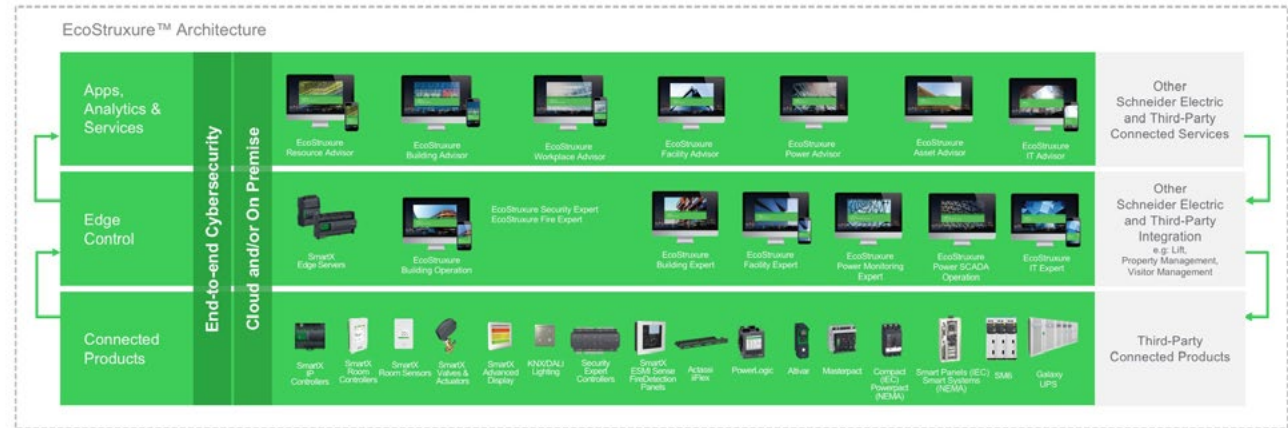 EcoStruxure™ Architecture
Apps,
Analytics &
Services
End-to-end Cybersecurity
Cloud and/or On Premise
EcoStruxure
Resource Advisor
EcoStruxure
Building Advisor
EcoStruxure
Workplace Advisor
EcoStruxure
Facility Advisor
EcoStruxure
Power Advisor
EcoStruxure
Asset Advisor
EcoStruxure
IT Advisor
Other
Schneider Electric
and Third-Party
Connected Services
Edge
Control
SmartX
Edge Servers
EcoStruxure
Building Operation
EcoStruxure Security Expert
EcoStruxure Fire Expert
EcoStruxure
Building Expert
EcoStruxure
Facility Expert
EcoStruxure
Power Monitoring
Expert
EcoStruxure
Power SCADA
Operation
EcoStruxure
IT Expert
Other
Schneider Electric
and Third-Party
Integration
e.g: Lift,
Property Management,
Visitor Management
Connected
Products
SmartX
IP
Controllers
SmartX
Room
Controllers
SmartX
Room Sensors
SmartX
Valves &
Actuators
SmartX
Advanced
Display
KNX/DALI
Lighting
Security
Expert
Controllers
SmartX
ESMI Sense
FireDetection
Panels
PowerLogic
Altivar
Masterpact
Compact
(IEC)
Powerpact
(NEMA)
Smart Panels (IEC)
Smart Systems
(NEMA)
SM6
Galaxy
UPS
Third-Party
Connected Products